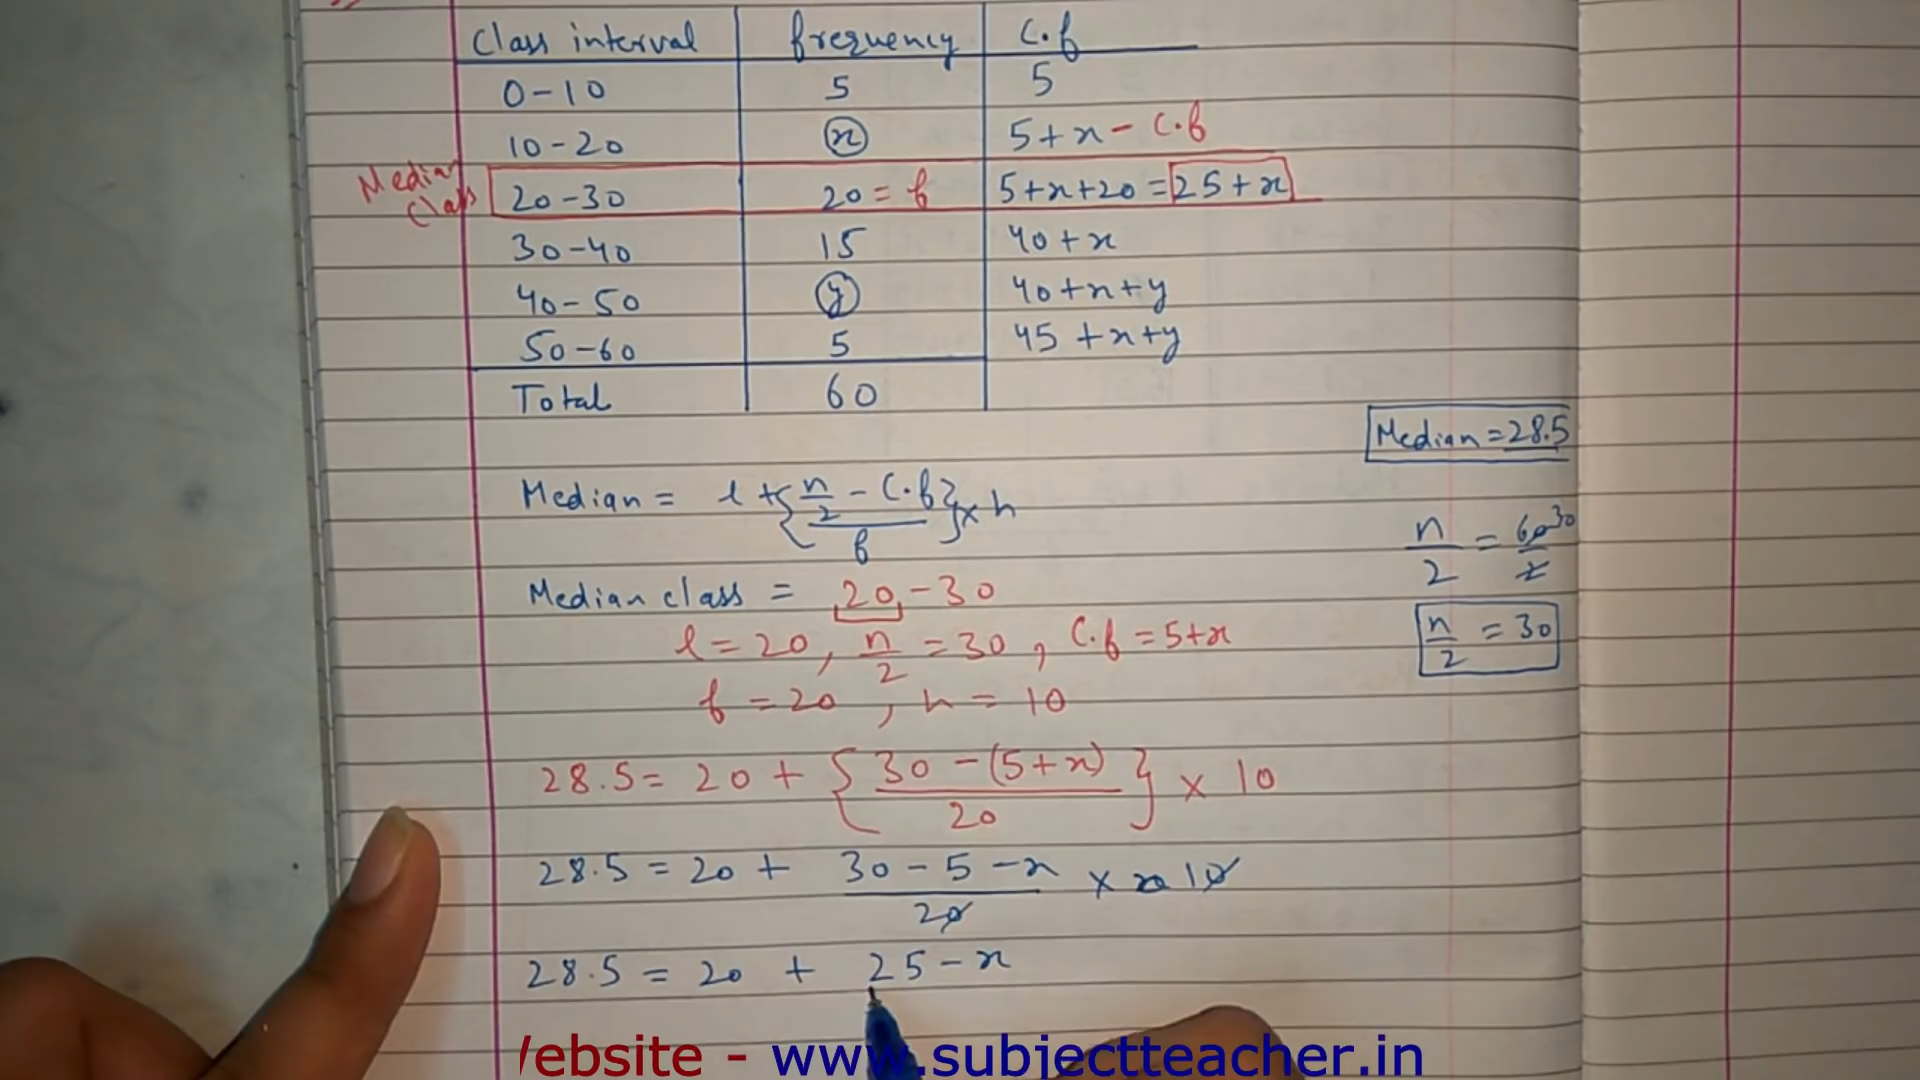 Class interval frequency C.f
0-10 5 5
10-20 x 5+x - C.f
Median Class
20-30 20 = f 5+x+20 = 25+x
30-40 15 40+x
40-50 y 40+x+y
50-60 5 45+x+y
Total 60
Median = 28.5
Median = l + { n/2 - C.f / f } × h
n/2 = 60/2 30
Median class = 20-30
n/2 = 30
l = 20, n/2 = 30, C.f = 5+x
f = 20, h = 10
28.5 = 20 + { 30 - (5+x) / 20 } × 10
28.5 = 20 + 30 - 5 - x / 20 × 10
28.5 = 20 + 25 - x
ebsite - www.subjectteacher.in